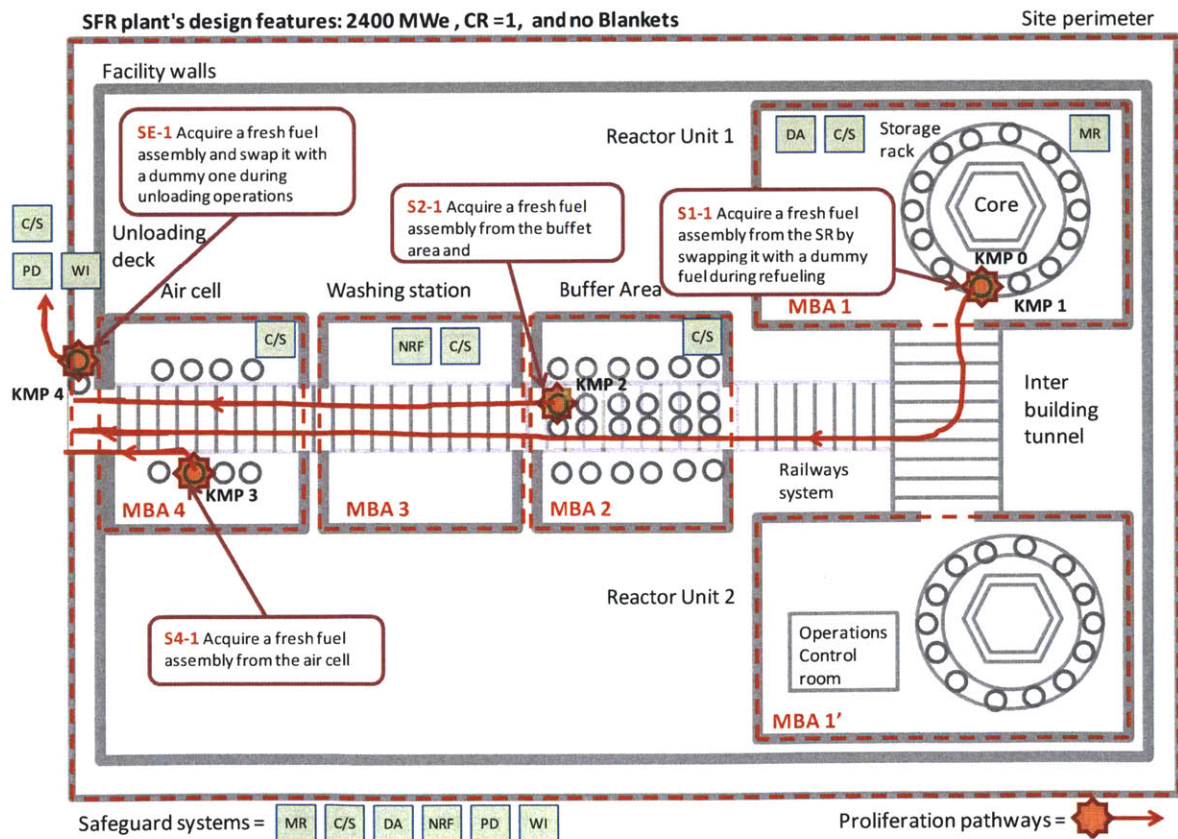 SFR plant's design features: 2400 MWe , CR =1, and no Blankets
Site perimeter
Facility walls
SE-1 Acquire a fresh fuel
assembly and swap it with
a dummy one during
unloading operations
Reactor Unit 1
DA
C/S
Storage
rack
MR
Core
S2-1 Acquire a fresh fuel
assembly from the buffet
area and
S1-1 Acquire a fresh fuel
assembly from the SR by
swapping it with a dummy
fuel during refueling
KMP 0
KMP 1
MBA 1
C/S
PD
WI
Unloading
deck
Air cell
Washing station
Buffer Area
C/S
NRF
C/S
C/S
KMP 4
KMP 2
Inter
building
tunnel
KMP 3
Railways
system
MBA 4
MBA 3
MBA 2
S4-1 Acquire a fresh fuel
assembly from the air cell
Reactor Unit 2
Operations
Control
room
MBA 1'
Safeguard systems =
MR
C/S
DA
NRF
PD
WI
Proliferation pathways =